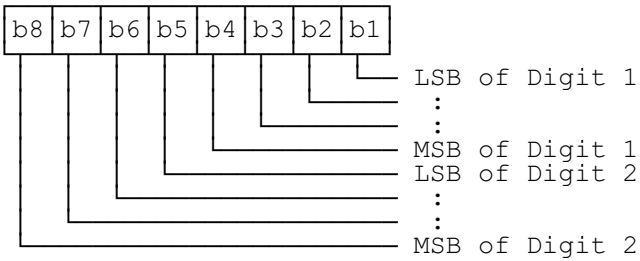 b8 b7 b6 b5 b4 b3 b2 b1
LSB of Digit 1
:
:
MSB of Digit 1
LSB of Digit 2
:
:
MSB of Digit 2